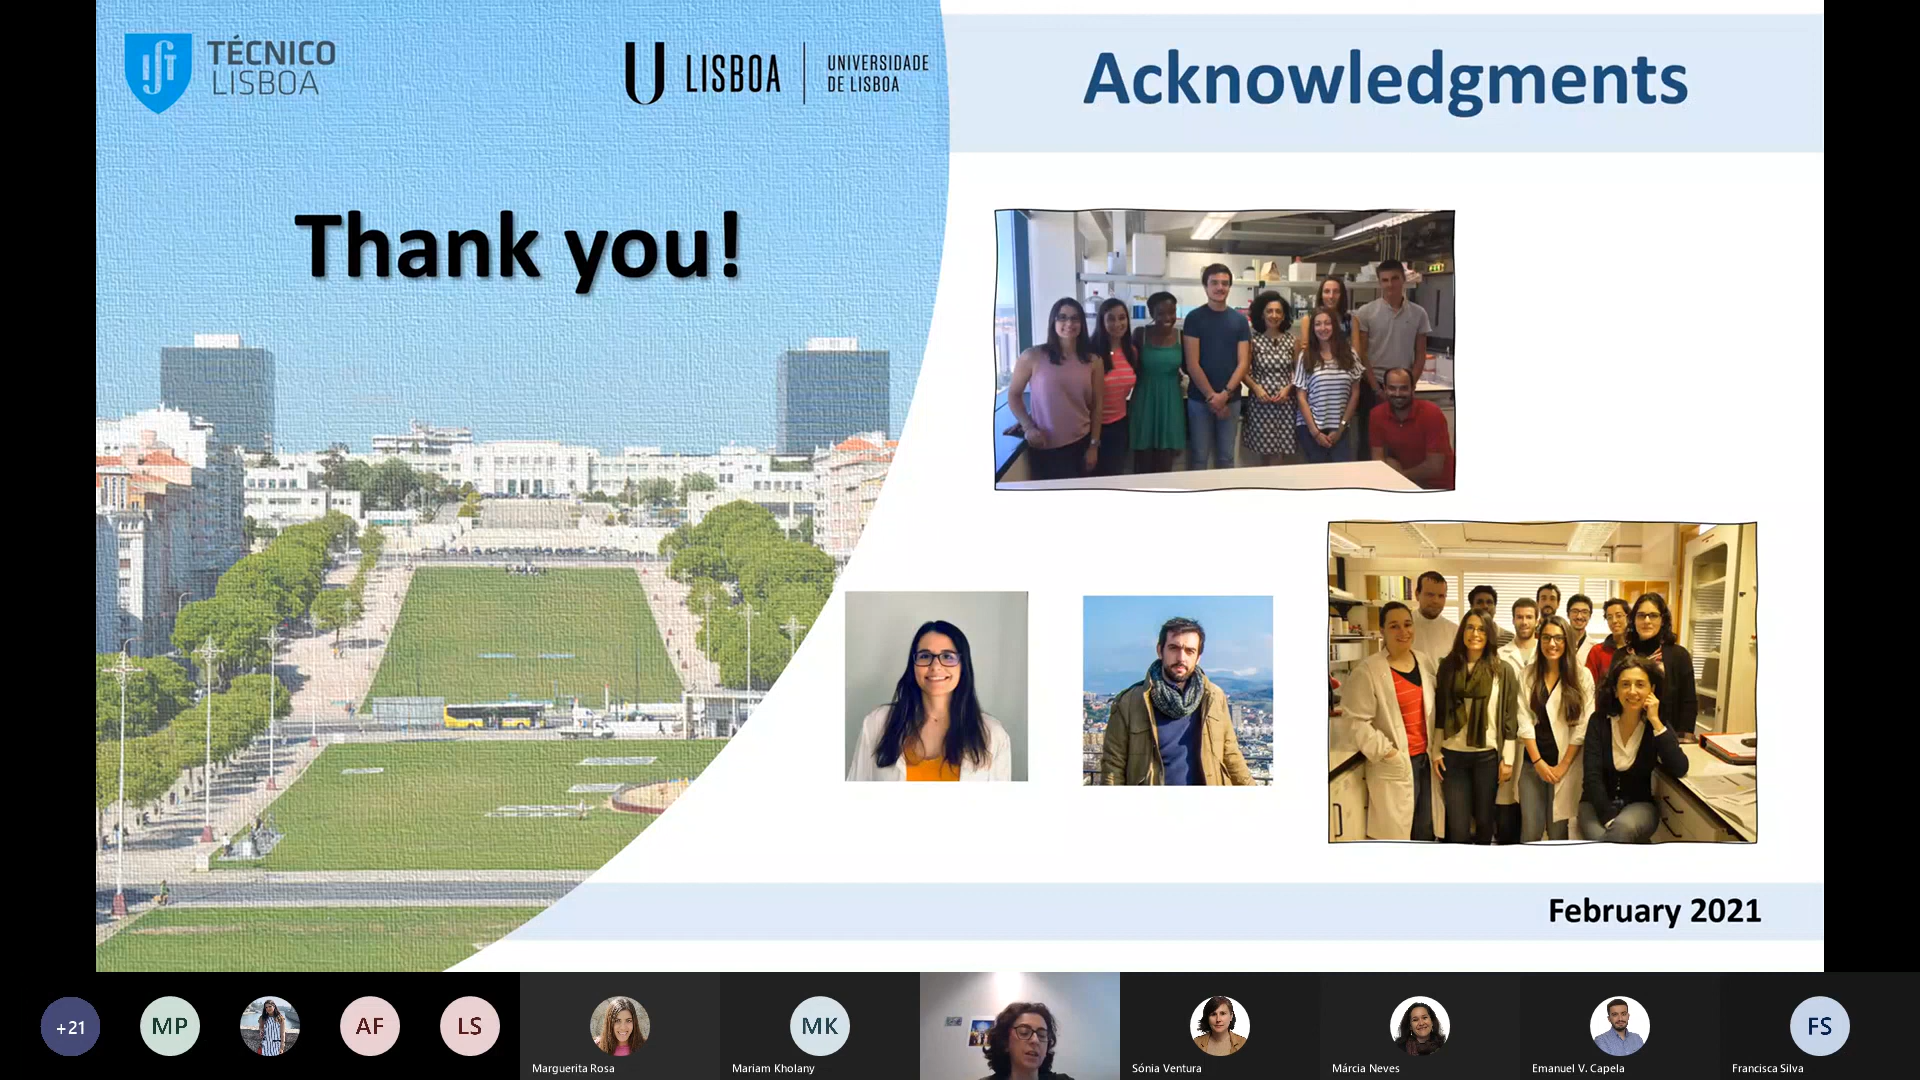 TÉCNICO
LISBOA
U LISBOA
UNIVERSIDADE
DE LISBOA
Acknowledgments
Thank you!
February 2021
+21
MP
AF
LS
Marguerita Rosa
MK
Mariam Kholany
Sónia Ventura
Márcia Neves
Emanuel V. Capela
FS
Francisca Silva